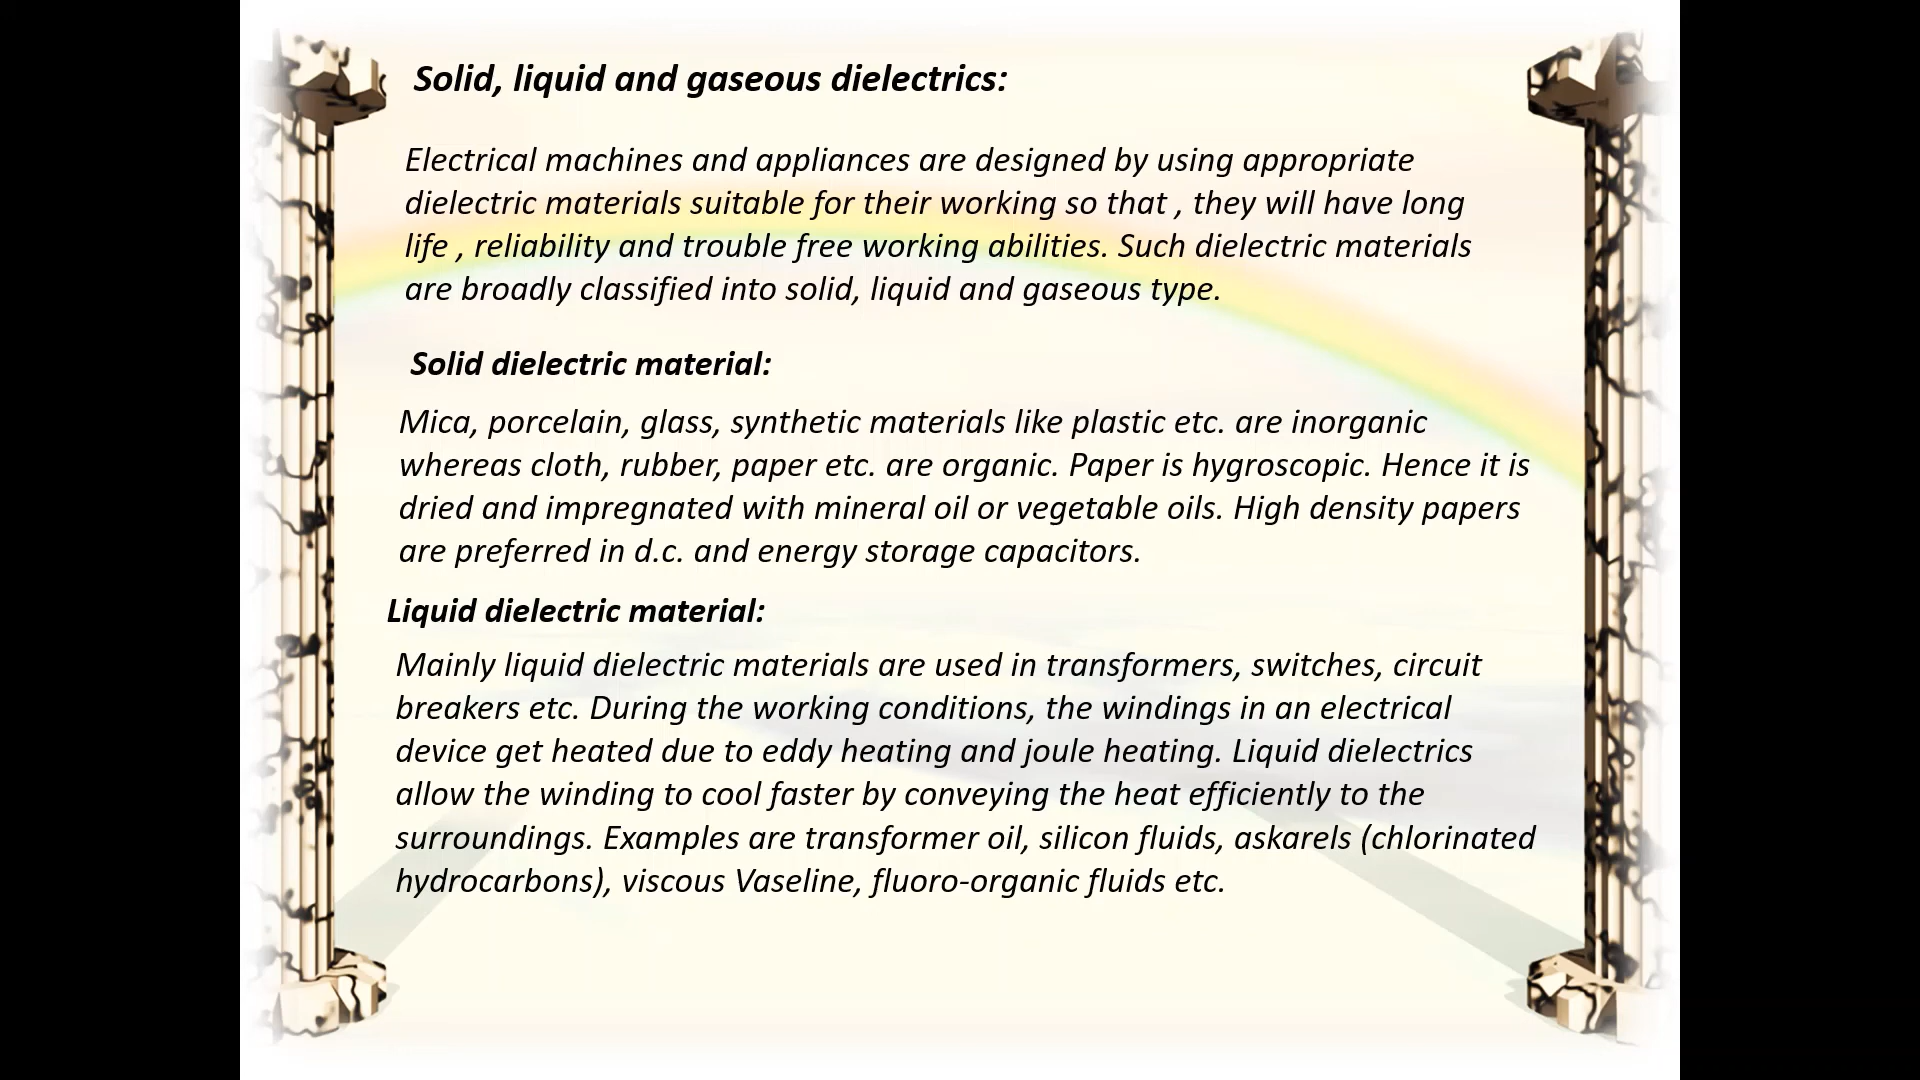 Solid, liquid and gaseous dielectrics:
Electrical machines and appliances are designed by using appropriate
dielectric materials suitable for their working so that , they will have long
life , reliability and trouble free working abilities. Such dielectric materials
are broadly classified into solid, liquid and gaseous type.
Solid dielectric material:
Mica, porcelain, glass, synthetic materials like plastic etc. are inorganic
whereas cloth, rubber, paper etc. are organic. Paper is hygroscopic. Hence it is
dried and impregnated with mineral oil or vegetable oils. High density papers
are preferred in d.c. and energy storage capacitors.
Liquid dielectric material:
Mainly liquid dielectric materials are used in transformers, switches, circuit
breakers etc. During the working conditions, the windings in an electrical
device get heated due to eddy heating and joule heating. Liquid dielectrics
allow the winding to cool faster by conveying the heat efficiently to the
surroundings. Examples are transformer oil, silicon fluids, askarels (chlorinated
hydrocarbons), viscous Vaseline, fluoro-organic fluids etc.